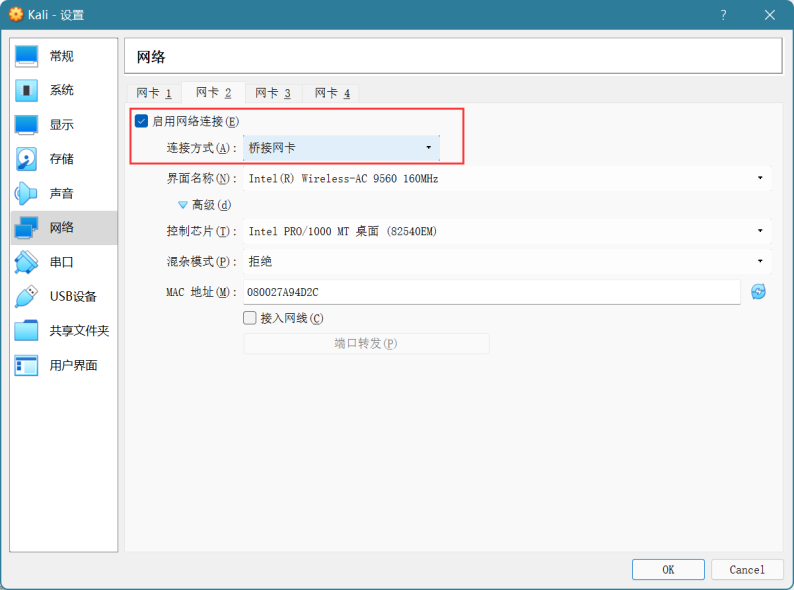 Kali - 设置
?
常规
系统
显示
存储
声音
网络
串口
USB设备
共享文件夹
用户界面
网络
网卡 1 网卡 2 网卡 3 网卡 4
启用网络连接(E)
连接方式(A): 桥接网卡
界面名称(N): Intel(R) Wireless-AC 9560 160MHz
高级(d)
控制芯片(T): Intel PRO/1000 MT 桌面 (82540EM)
混杂模式(P): 拒绝
MAC 地址(M): 080027A94D2C
接入网线(C)
端口转发(P)
OK Cancel